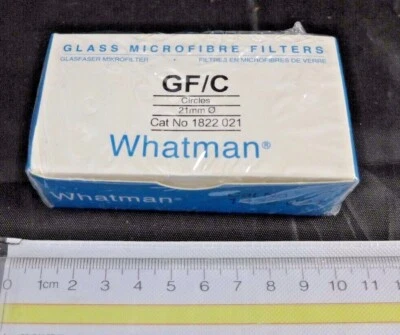 GLASS MICROFIBRE FILTERS
GLASFASER MIKROFILTER FILTRES EN MICROFIBRES DE VERRE
GF/C
Circles
21mm Ø
Cat No 1822 021
Whatman®
0 1cm 2 3 4 5 6 7 8 9 10 11 1